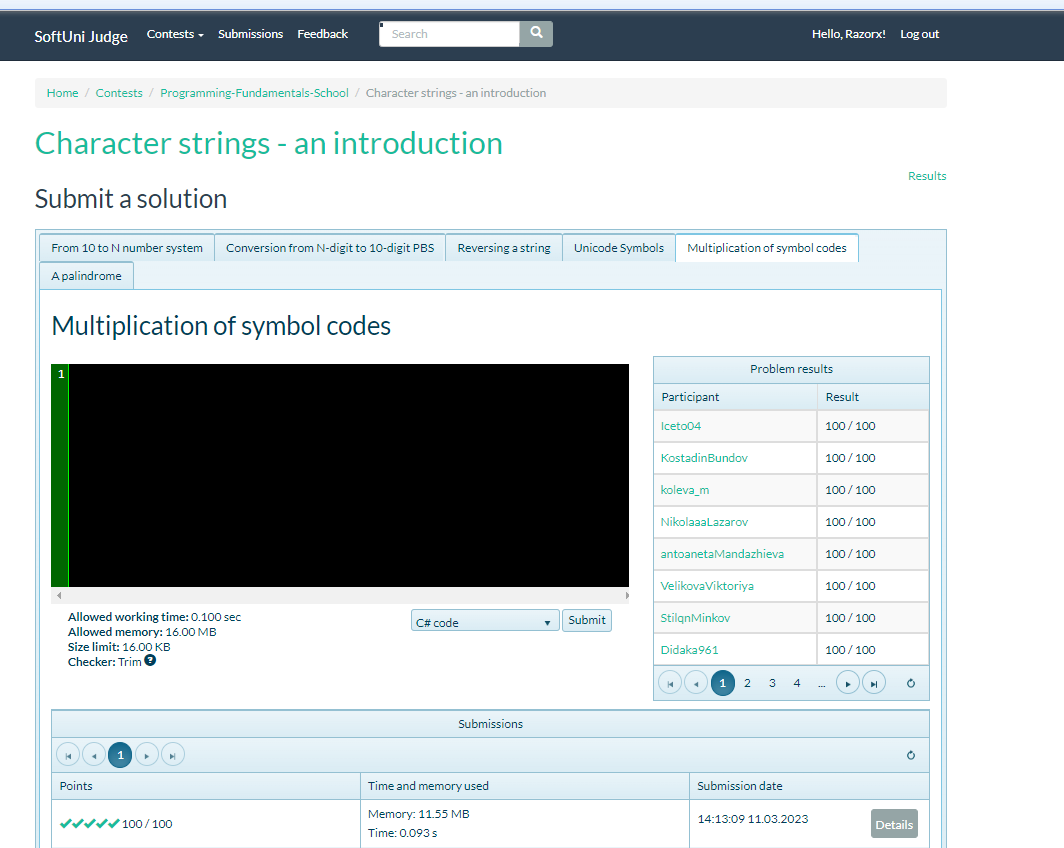 SoftUni Judge Contests Submissions Feedback Search Hello, Razorx! Log out
Home / Contests / Programming-Fundamentals-School / Character strings - an introduction
Character strings - an introduction
Results
Submit a solution
From 10 to N number system Conversion from N-digit to 10-digit PBS Reversing a string Unicode Symbols Multiplication of symbol codes
A palindrome
Multiplication of symbol codes
1
Problem results
Participant Result
Iceto04 100 / 100
KostadinBundov 100 / 100
koleva_m 100 / 100
NikolaaaLazarov 100 / 100
antoanetaMandazhieva 100 / 100
VelikovaViktoriya 100 / 100
StilqnMinkov 100 / 100
Didaka961 100 / 100
1 2 3 4 ...
Allowed working time: 0.100 sec
Allowed memory: 16.00 MB
Size limit: 16.00 KB
Checker: Trim ?
C# code Submit
Submissions
1
Points Time and memory used Submission date
100 / 100 Memory: 11.55 MB 14:13:09 11.03.2023 Details
Time: 0.093 s